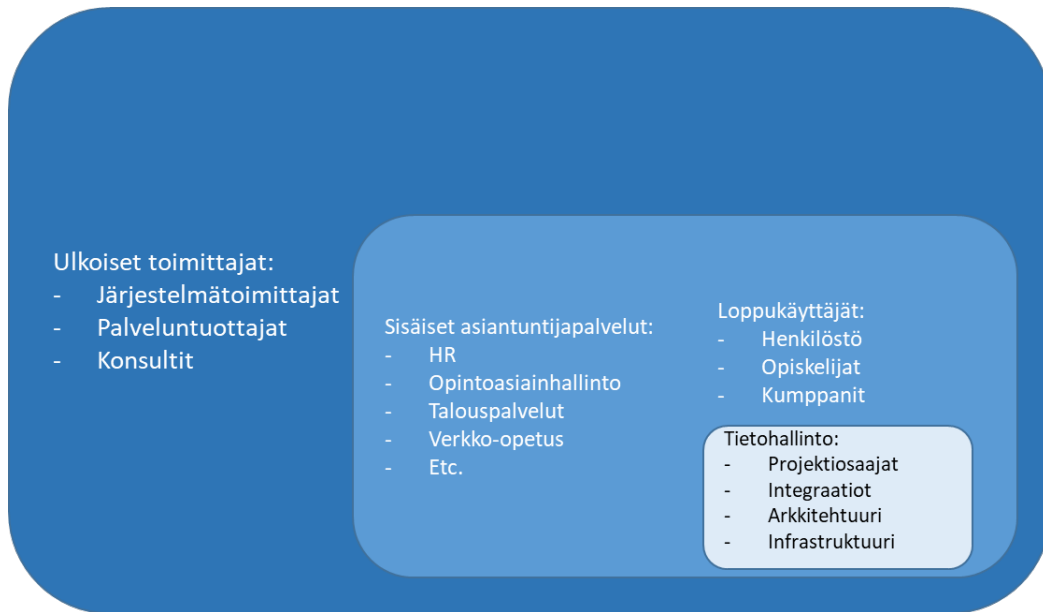 Ulkoiset toimittajat:
- Järjestelmätoimittajat
- Palveluntuottajat
- Konsultit
Sisäiset asiantuntijapalvelut:
- HR
- Opintoasiainhallinto
- Talouspalvelut
- Verkko-opetus
- Etc.
Loppukäyttäjät:
- Henkilöstö
- Opiskelijat
- Kumppanit
Tietohallinto:
- Projektiosaajat
- Integraatiot
- Arkkitehtuuri
- Infrastruktuuri